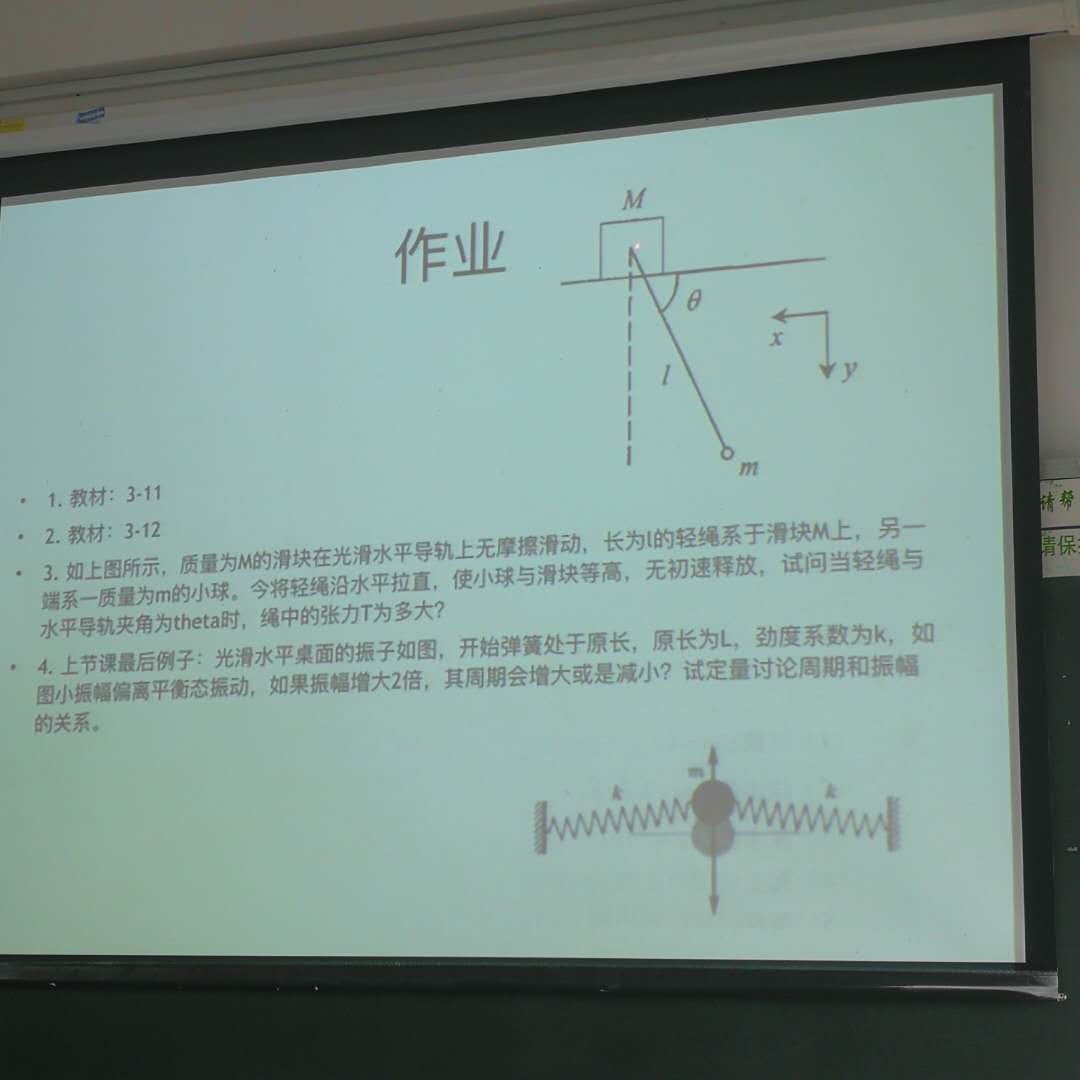 作业
M
θ
x
y
l
m
1. 教材：3-11
2. 教材：3-12
3. 如上图所示，质量为M的滑块在光滑水平导轨上无摩擦滑动，长为l的轻绳系于滑块M上，另一
端系一质量为m的小球。今将轻绳沿水平拉直，使小球与滑块等高，无初速释放，试问当轻绳与
水平导轨夹角为theta时，绳中的张力T为多大？
4. 上节课最后例子：光滑水平桌面的振子如图，开始弹簧处于原长，原长为L，劲度系数为k，如
图小振幅偏离平衡态振动，如果振幅增大2倍，其周期会增大或是减小？试定量讨论周期和振幅
的关系。
m
k
k
请帮
请保